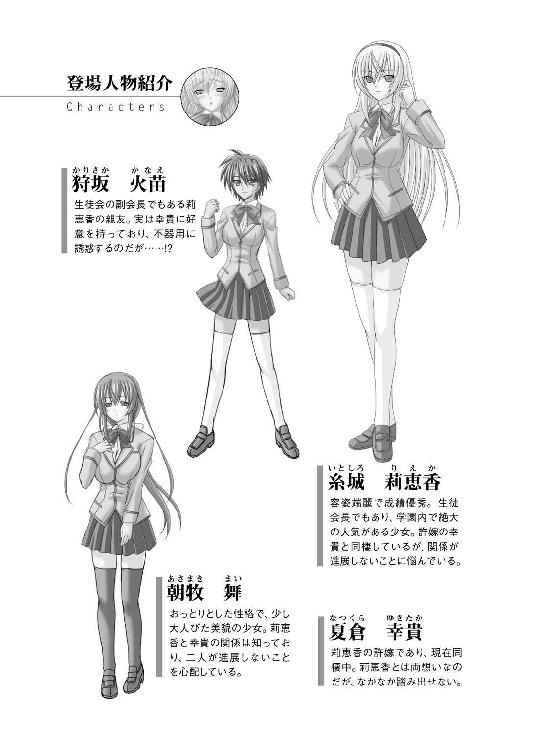 登場人物紹介
Characters
かりさか かなえ
狩坂 火苗
生徒会の副会長でもある莉
恵香の親友。実は幸貴に好
意を持っており、不器用に
誘惑するのだが……!?
いとしろ りえか
糸城 莉恵香
容姿端麗で成績優秀。生徒
会長でもあり、学園内で絶大
の人気がある少女。許嫁の幸
貴と同棲しているが、関係が
進展しないことに悩んでいる。
あさまき まい
朝牧 舞
おっとりとした性格で、少し
大人びた美貌の少女。莉恵
香と幸貴の関係は知ってお
り、二人が進展しないこと
を心配している。
なつくら ゆきたか
夏倉 幸貴
莉恵香の許嫁であり、現在同
棲中。莉恵香とは両想いなの
だが、なかなか踏み出せない。